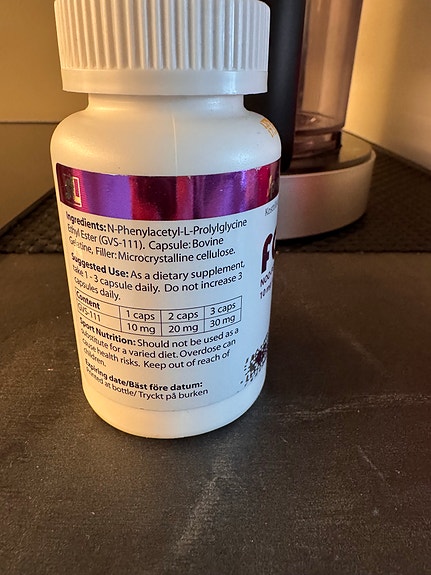 Ingredients: N-Phenylacetyl-L-Prolylglycine
Ethyl Ester (GVS-111). Capsule: Bovine
Gelatine, Filler: Microcrystalline cellulose.
Suggested Use: As a dietary supplement,
take 1 - 3 capsule daily. Do not increase 3
capsules daily.
Content 1 caps 2 caps 3 caps
GVS-111 10 mg 20 mg 30 mg
Sport Nutrition: Should not be used as a
substitute for a varied diet. Overdose can
cause health risks. Keep out of reach of
children.
Expiring date/Bäst före datum:
Printed at bottle/ Tryckt på burken
10 m